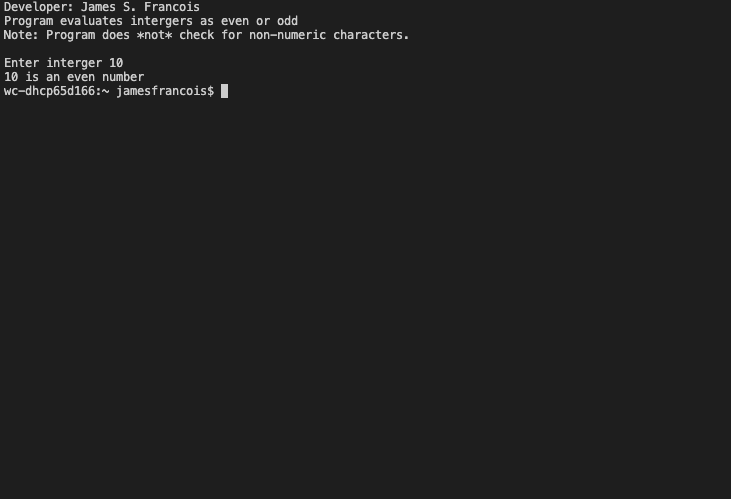 Developer: James S. Francois
Program evaluates intergers as even or odd
Note: Program does *not* check for non-numeric characters.
Enter interger 10
10 is an even number
wc-dhcp65d166:~ jamesfrancois$